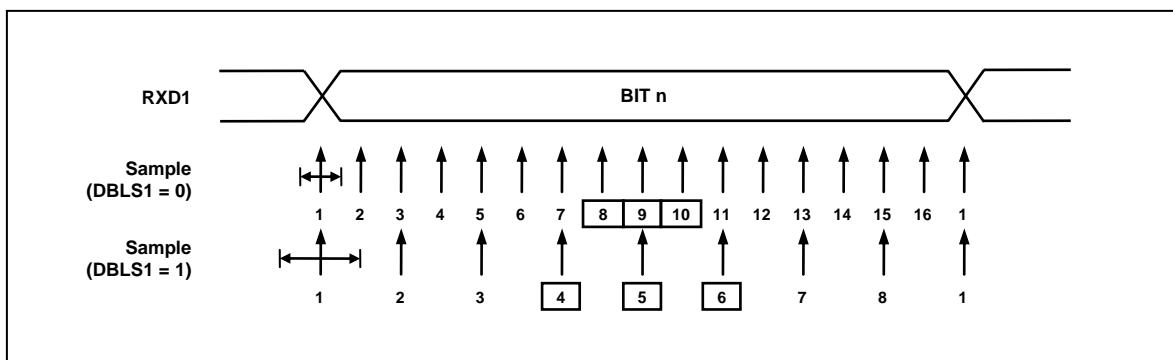 RXD1
BIT n
Sample
(DBLS1 = 0)
1 2 3 4 5 6 7 8 9 10 11 12 13 14 15 16 1
Sample
(DBLS1 = 1)
1 2 3 4 5 6 7 8 1